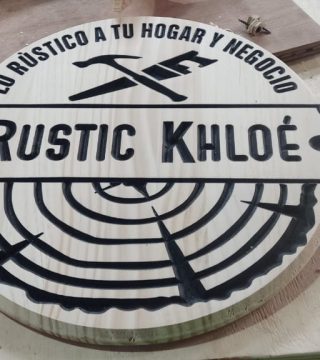 LO RÚSTICO A TU HOGAR Y NEGOCIO
RUSTIC KHLOÉ